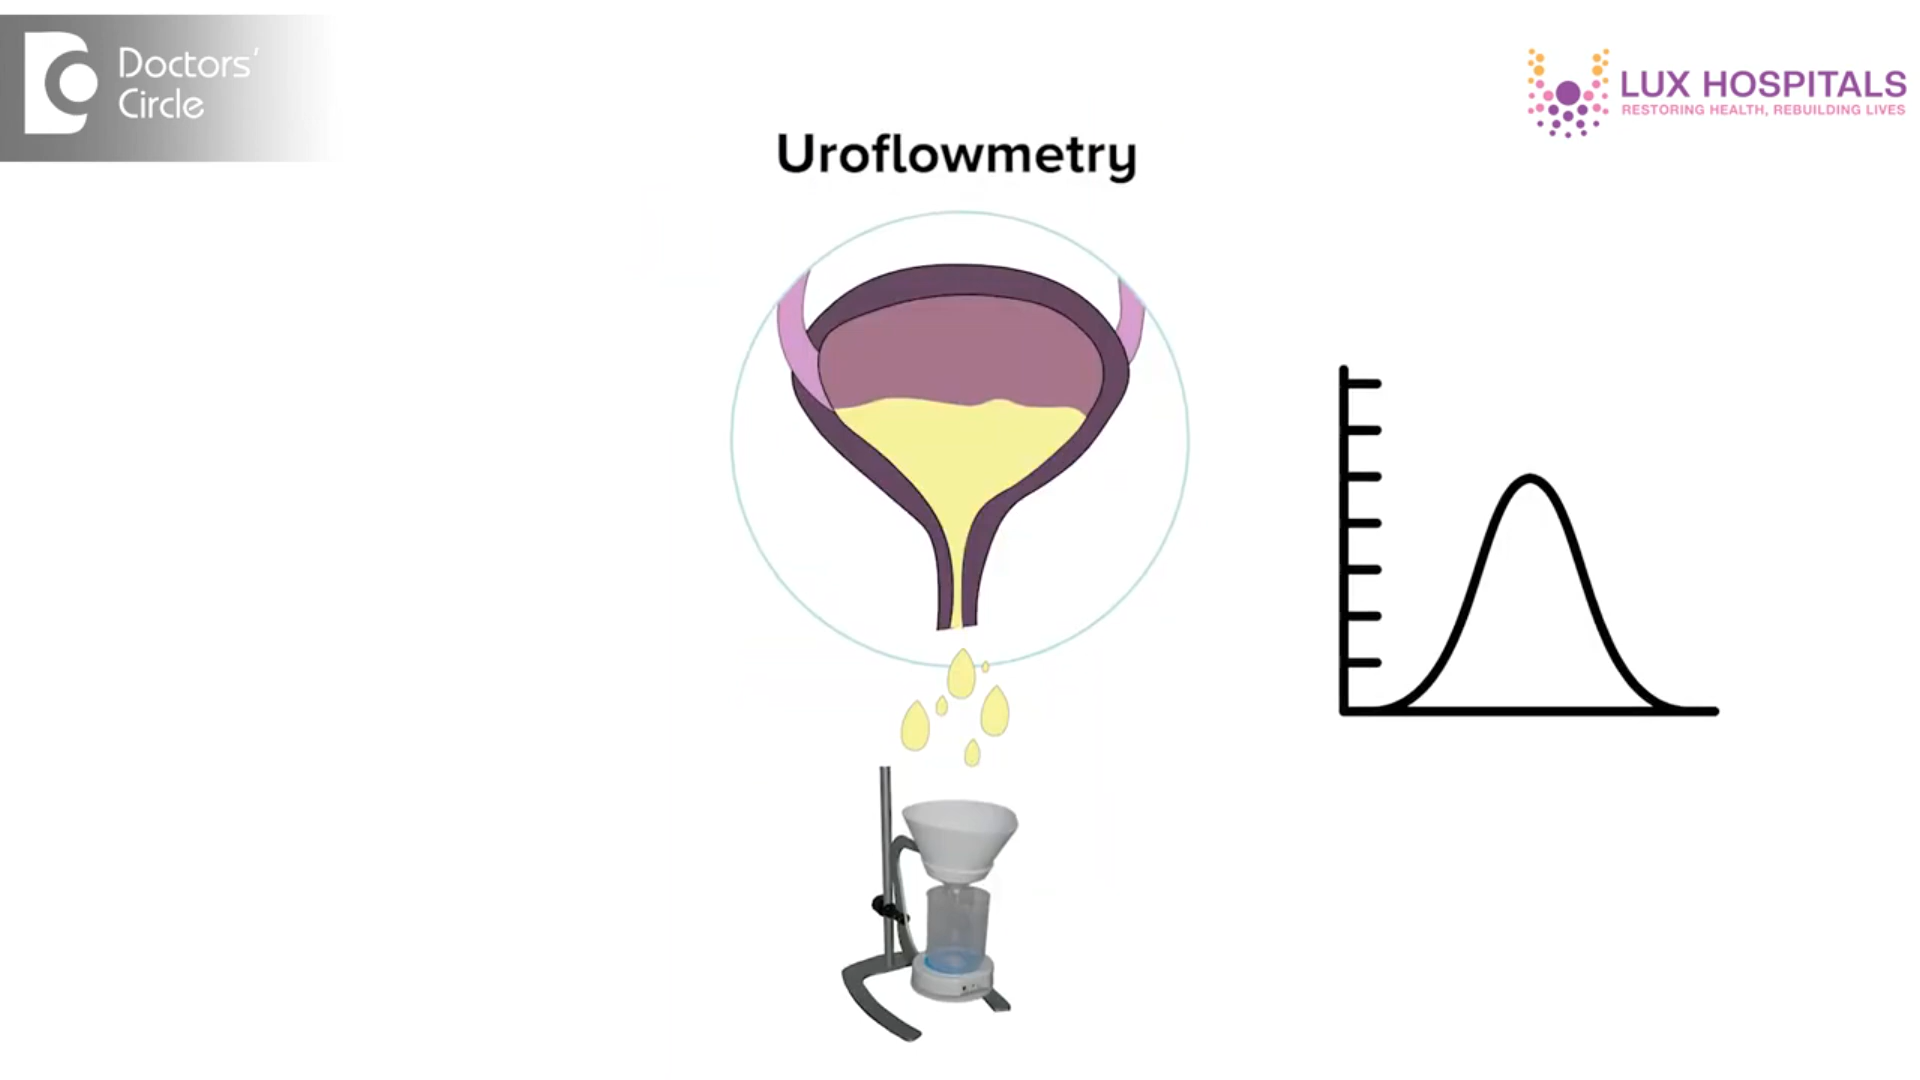 Doctors'
Circle
LUX HOSPITALS
RESTORING HEALTH, REBUILDING LIVES
Uroflowmetry